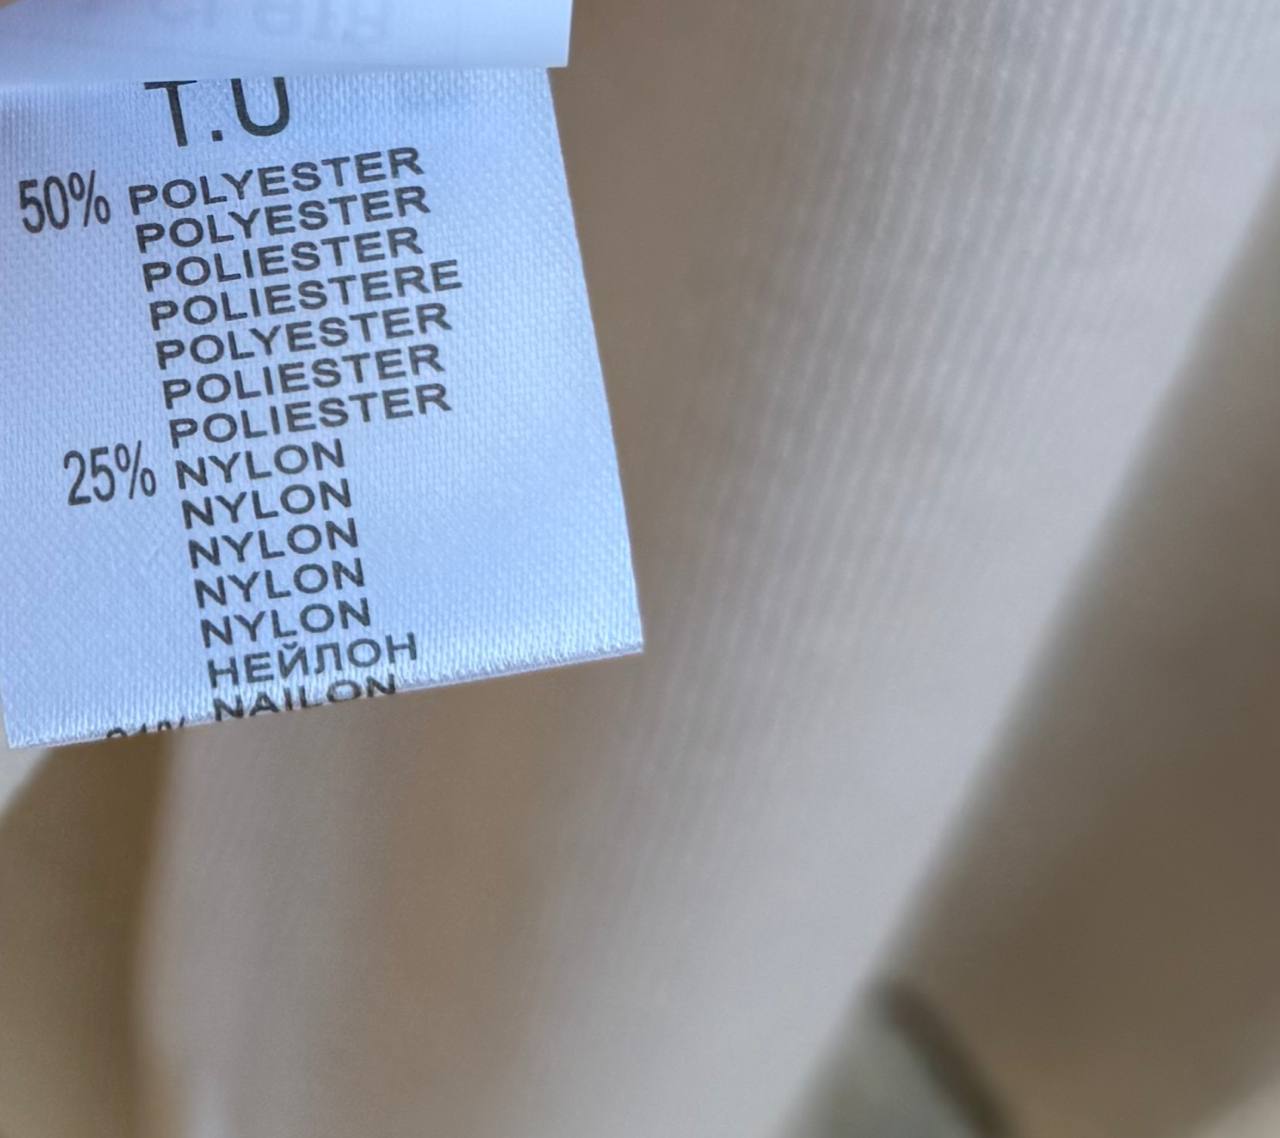 T.U
50% POLYESTER
POLYESTER
POLIESTER
POLIESTERE
POLYESTER
POLIESTER
POLIESTER
25% NYLON
NYLON
NYLON
NYLON
NYLON
НЕЙЛОН
NAILON